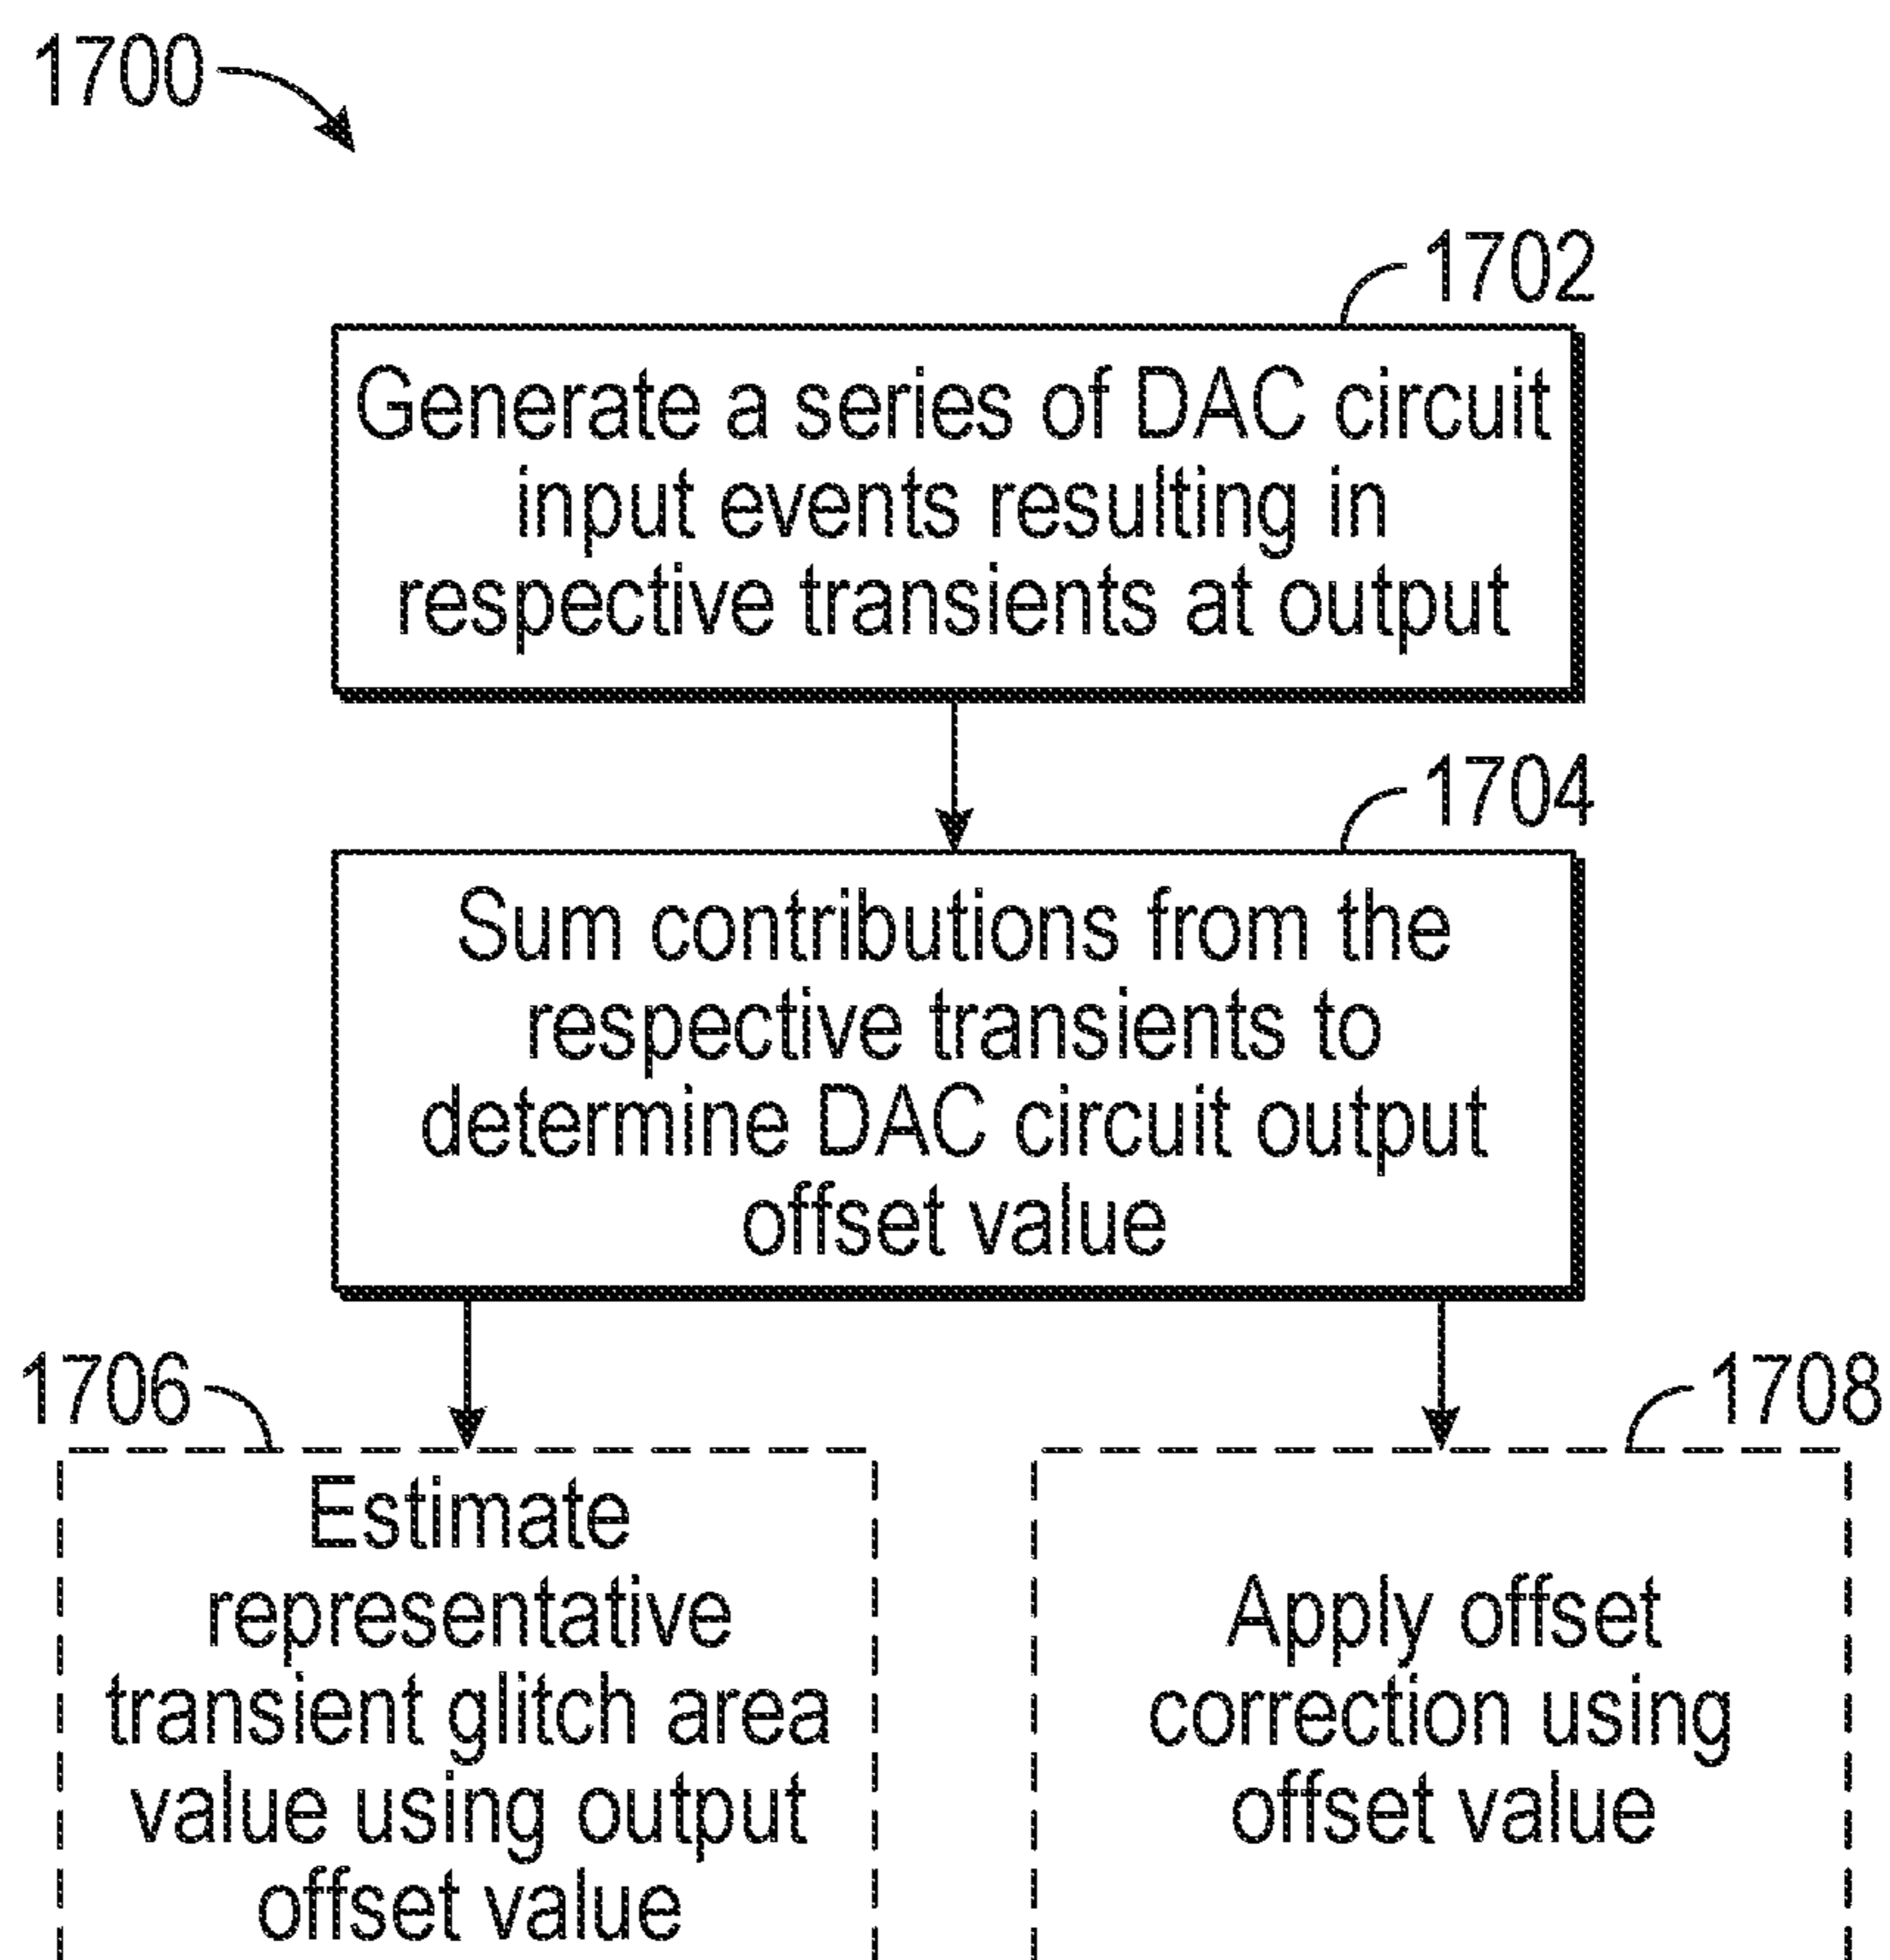 1700
1702
Generate a series of DAC circuit
input events resulting in
respective transients at output
1704
Sum contributions from the
respective transients to
determine DAC circuit output
offset value
1706
Estimate
representative
transient glitch area
value using output
offset value
1708
Apply offset
correction using
offset value